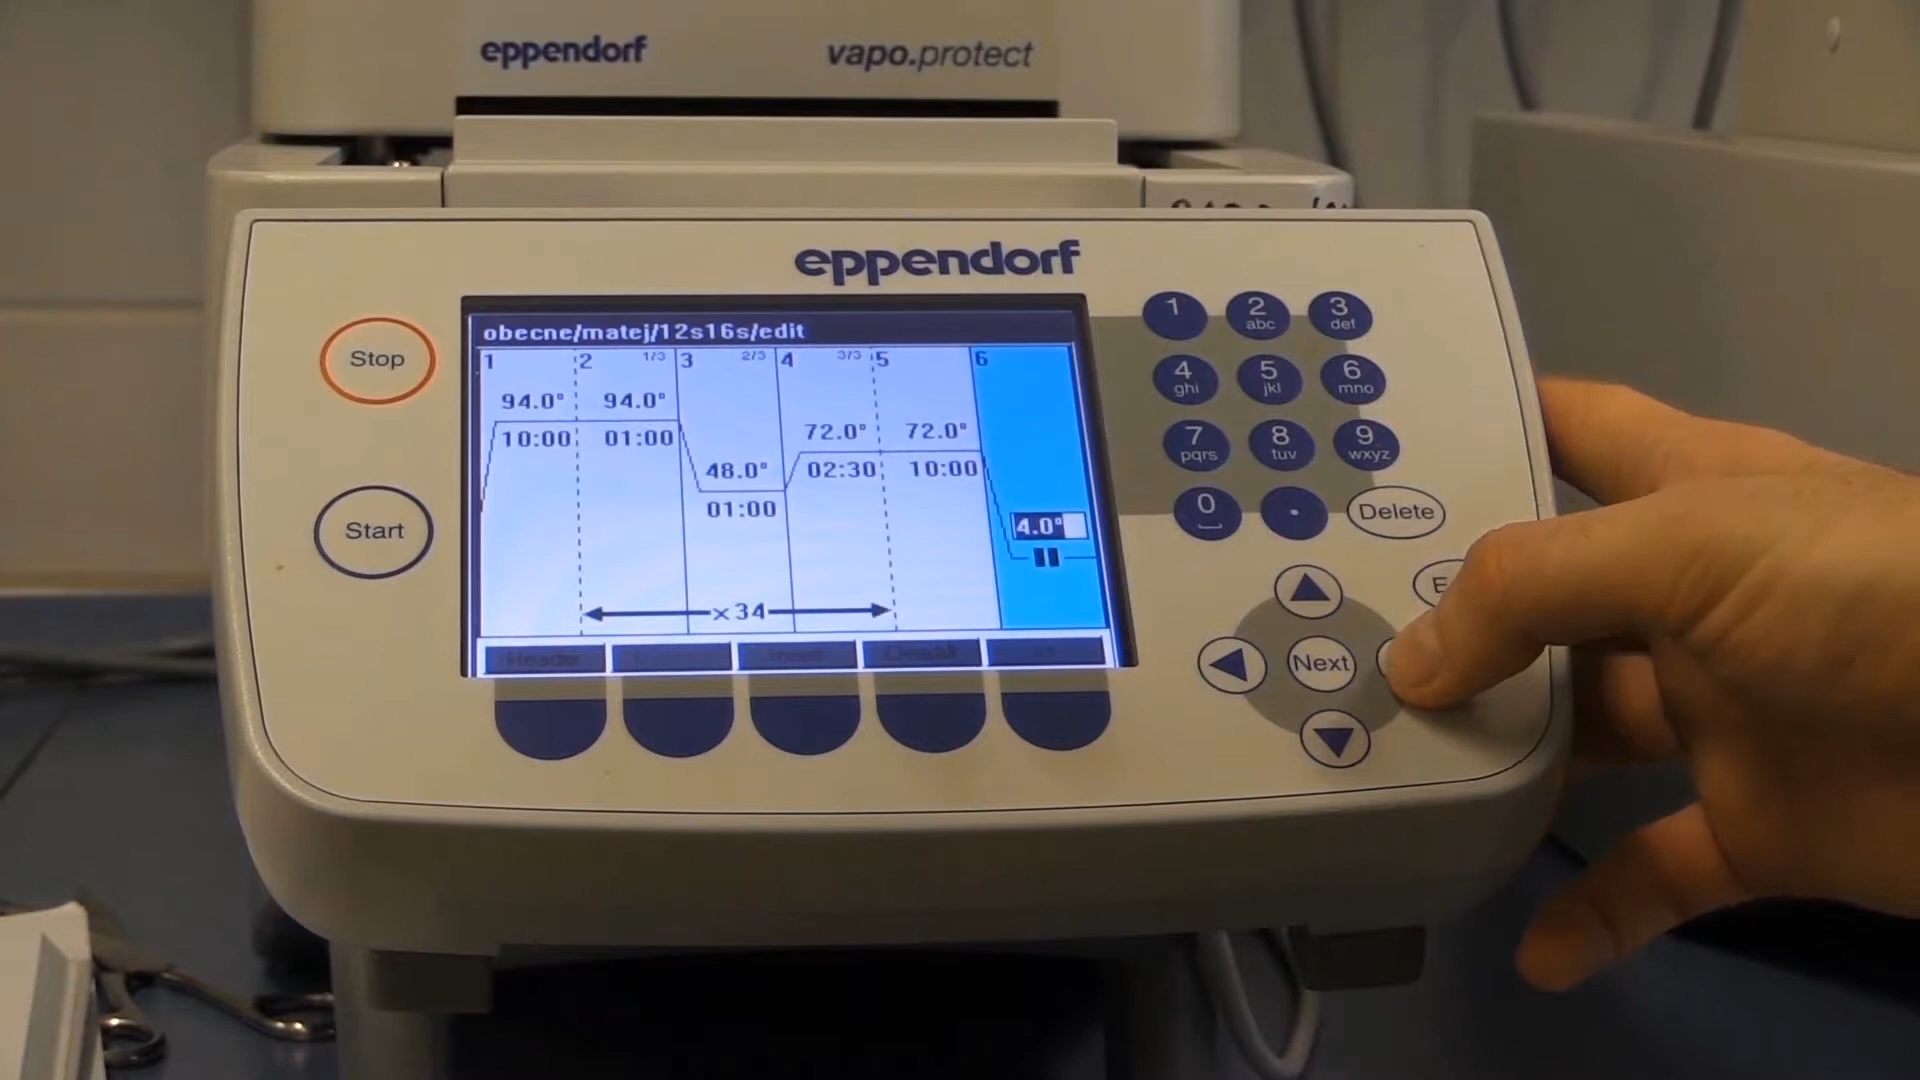 eppendorf vapo.protect
eppendorf
obecne/matej/12s16s/edit
1 2 1/3 3 2/3 4 3/3 5 6
94.0° 94.0° 72.0° 72.0°
10:00 01:00 48.0° 02:30 10:00
01:00 4.0°
x 34
Header
Stop
Start
1 2 abc 3 def
4 ghi 5 jkl 6 mno
7 pqrs 8 tuv 9 wxyz
0 . Delete
E
Next